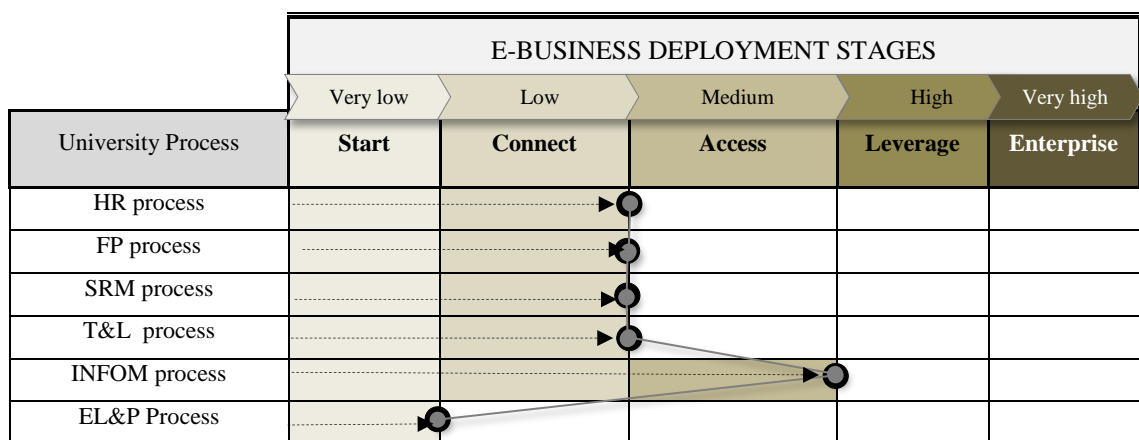 E-BUSINESS DEPLOYMENT STAGES
Very low Low Medium High Very high
University Process Start Connect Access Leverage Enterprise
HR process
FP process
SRM process
T&L process
INFOM process
EL&P Process